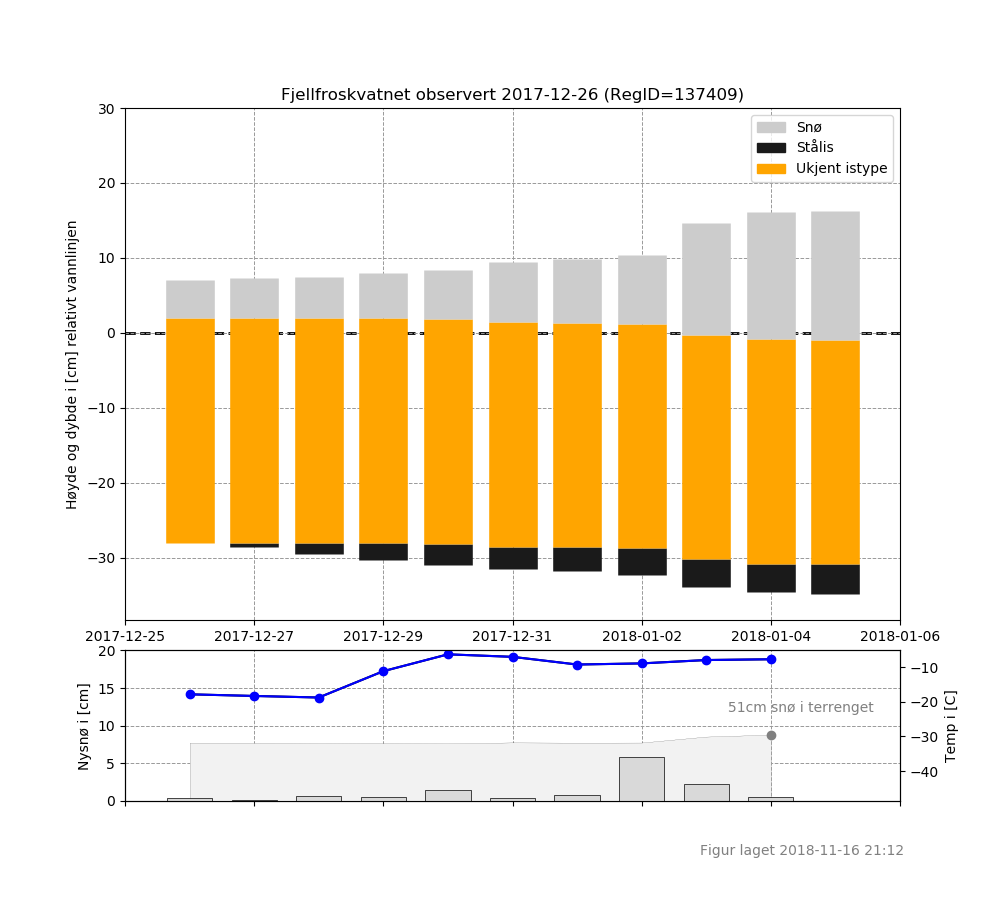 Fjellfroskvatnet observert 2017-12-26 (RegID=137409)
Snø
Stålis
Ukjent istype
Høyde og dybde i [cm] relativt vannlinjen
30
20
10
0
−10
−20
−30
2017-12-25 2017-12-27 2017-12-29 2017-12-31 2018-01-02 2018-01-04 2018-01-06
Nysnø i [cm]
20
15
10
5
0
51cm snø i terrenget
−10
−20
−30
−40
Temp i [C]
Figur laget 2018-11-16 21:12